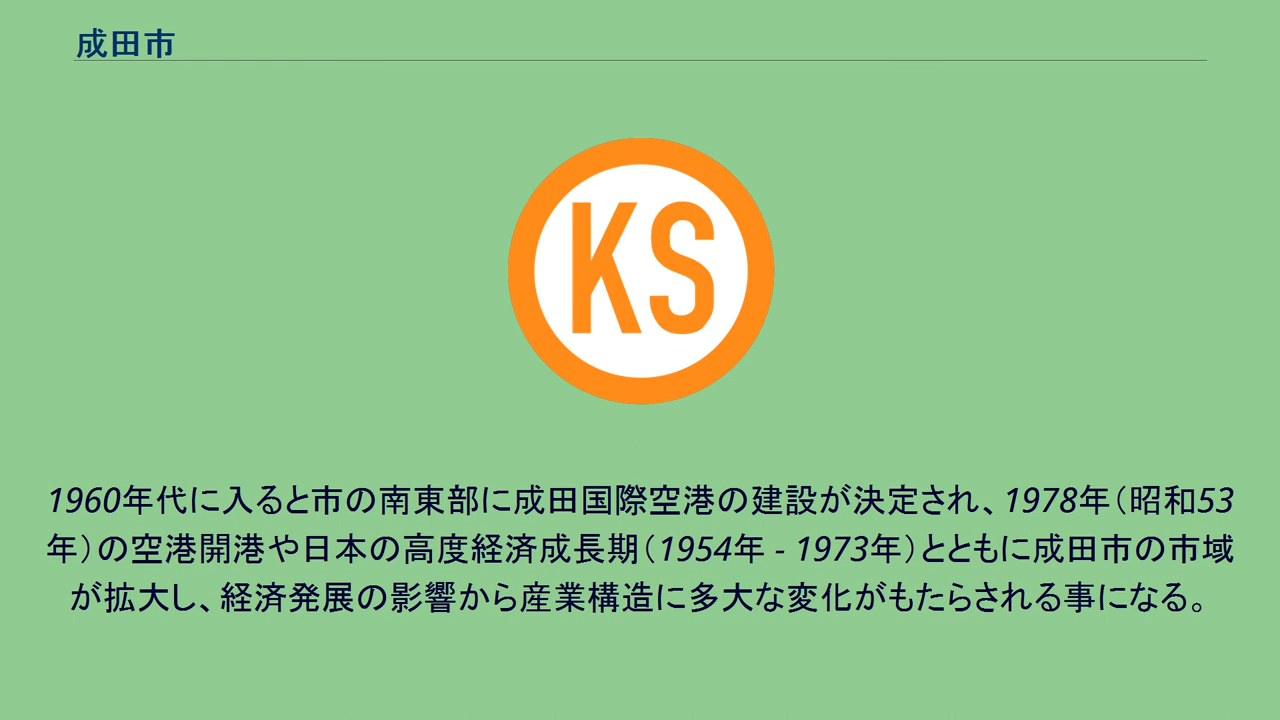 成田市
KS
1960年代に入ると市の南東部に成田国際空港の建設が決定され、1978年（昭和53
年）の空港開港や日本の高度経済成長期（1954年 - 1973年）とともに成田市の市域
が拡大し、経済発展の影響から産業構造に多大な変化がもたらされる事になる。